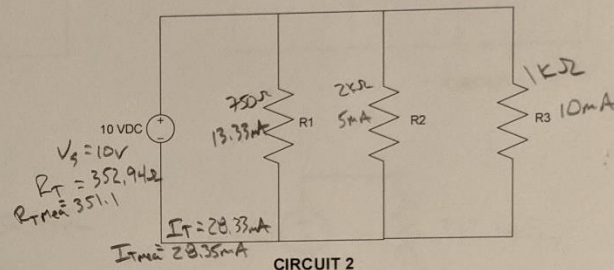 750Ω
13.33mA
R1
2KΩ
5mA
R2
1KΩ
R3
10mA
10 VDC
+
−
Vs = 10V
RT = 352.94Ω
RTmea = 351.1
IT = 28.33mA
ITmea = 28.35mA
CIRCUIT 2